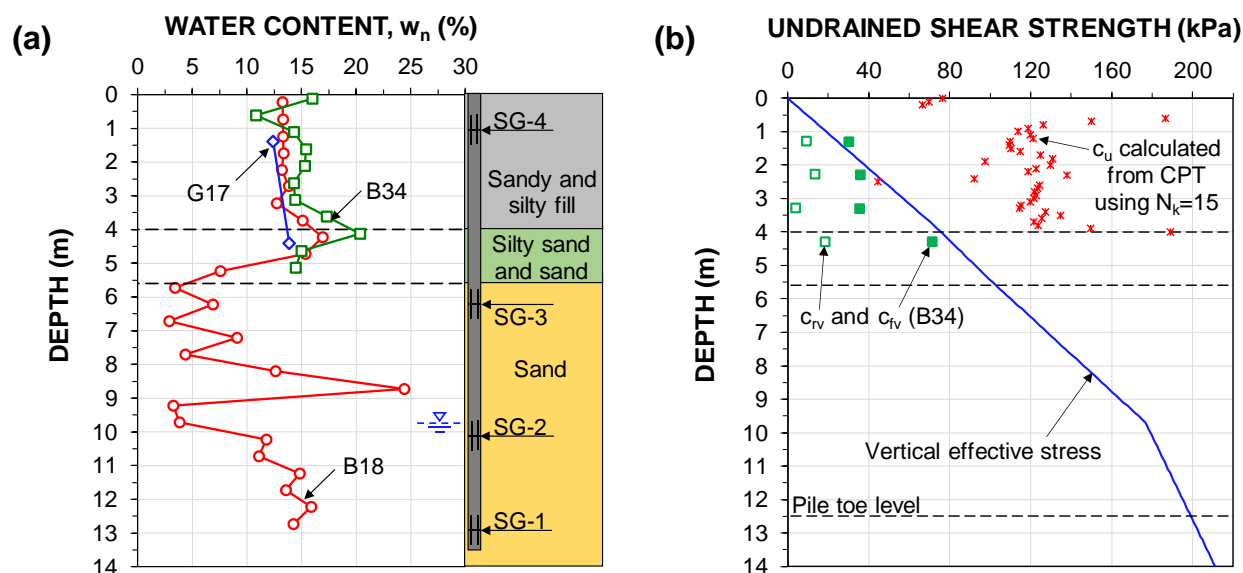 (a)
WATER CONTENT, wn (%)
0 5 10 15 20 25 30
DEPTH (m)
0
1
2
3
4
5
6
7
8
9
10
11
12
13
14
G17
B34
B18
SG-4
Sandy and
silty fill
Silty sand
and sand
SG-3
Sand
SG-2
SG-1
(b)
UNDRAINED SHEAR STRENGTH (kPa)
0 40 80 120 160 200
DEPTH (m)
0
1
2
3
4
5
6
7
8
9
10
11
12
13
14
cu calculated
from CPT
using Nk=15
crv and cfv (B34)
Vertical effective stress
Pile toe level